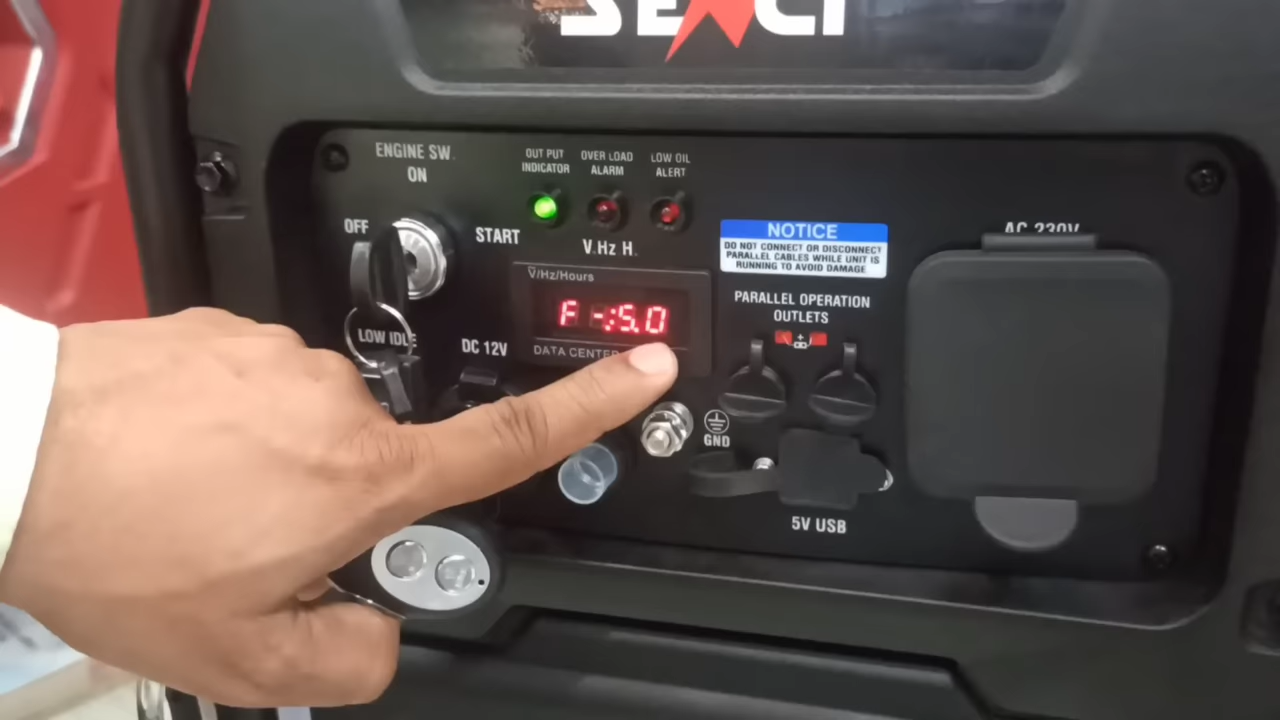 SENCI
ENGINE SW.
ON
OFF
START
LOW IDLE
OUT PUT
INDICATOR
OVER LOAD
ALARM
LOW OIL
ALERT
V.Hz H.
V/Hz/Hours
F -:5.0
DATA CENTER
DC 12V
NOTICE
DO NOT CONNECT OR DISCONNECT
PARALLEL CABLES WHILE UNIT IS
RUNNING TO AVOID DAMAGE
PARALLEL OPERATION
OUTLETS
GND
5V USB
AC 230V